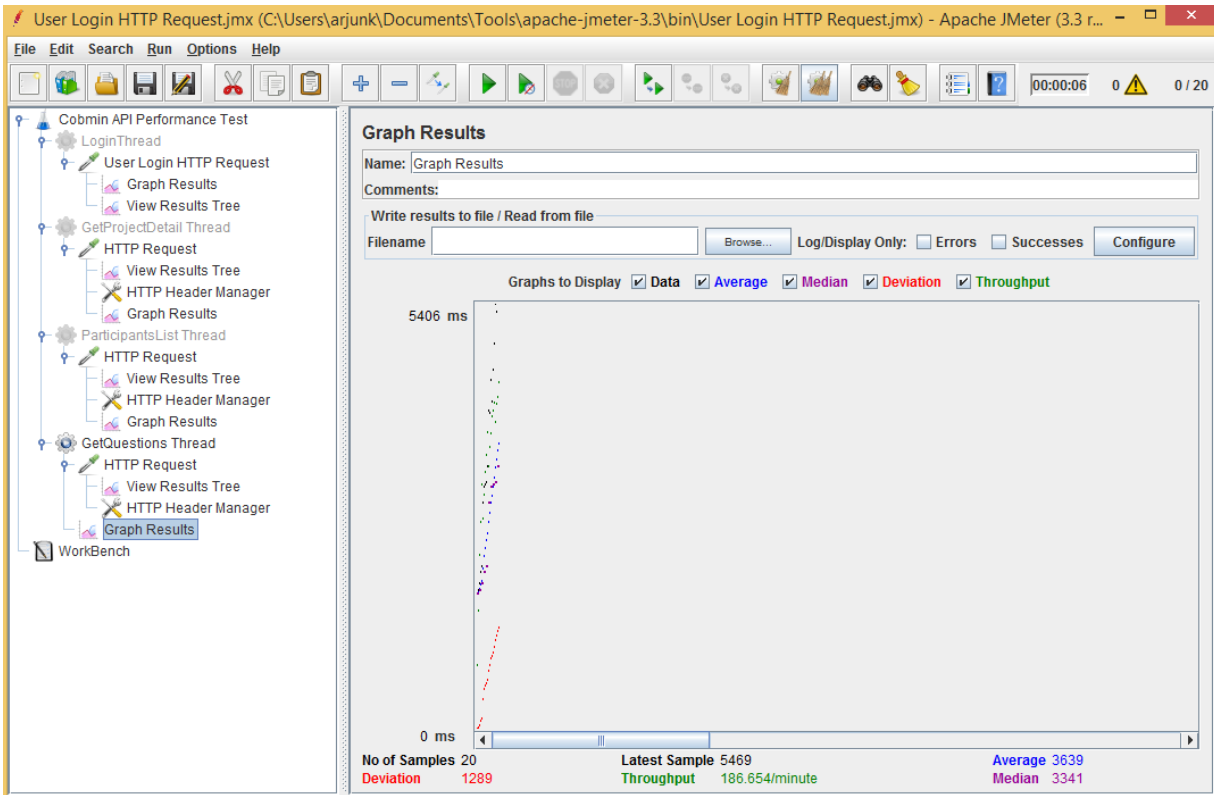 User Login HTTP Request.jmx (C:\Users\arjunk\Documents\Tools\apache-jmeter-3.3\bin\User Login HTTP Request.jmx) - Apache JMeter (3.3 r...
File Edit Search Run Options Help
00:00:06 0 0 / 20
Cobmin API Performance Test
LoginThread
User Login HTTP Request
Graph Results
View Results Tree
GetProjectDetail Thread
HTTP Request
View Results Tree
HTTP Header Manager
Graph Results
ParticipantsList Thread
HTTP Request
View Results Tree
HTTP Header Manager
Graph Results
GetQuestions Thread
HTTP Request
View Results Tree
HTTP Header Manager
Graph Results
WorkBench
Graph Results
Name: Graph Results
Comments:
Write results to file / Read from file
Filename Browse... Log/Display Only: Errors Successes Configure
Graphs to Display Data Average Median Deviation Throughput
5406 ms
0 ms
No of Samples 20 Latest Sample 5469 Average 3639
Deviation 1289 Throughput 186.654/minute Median 3341